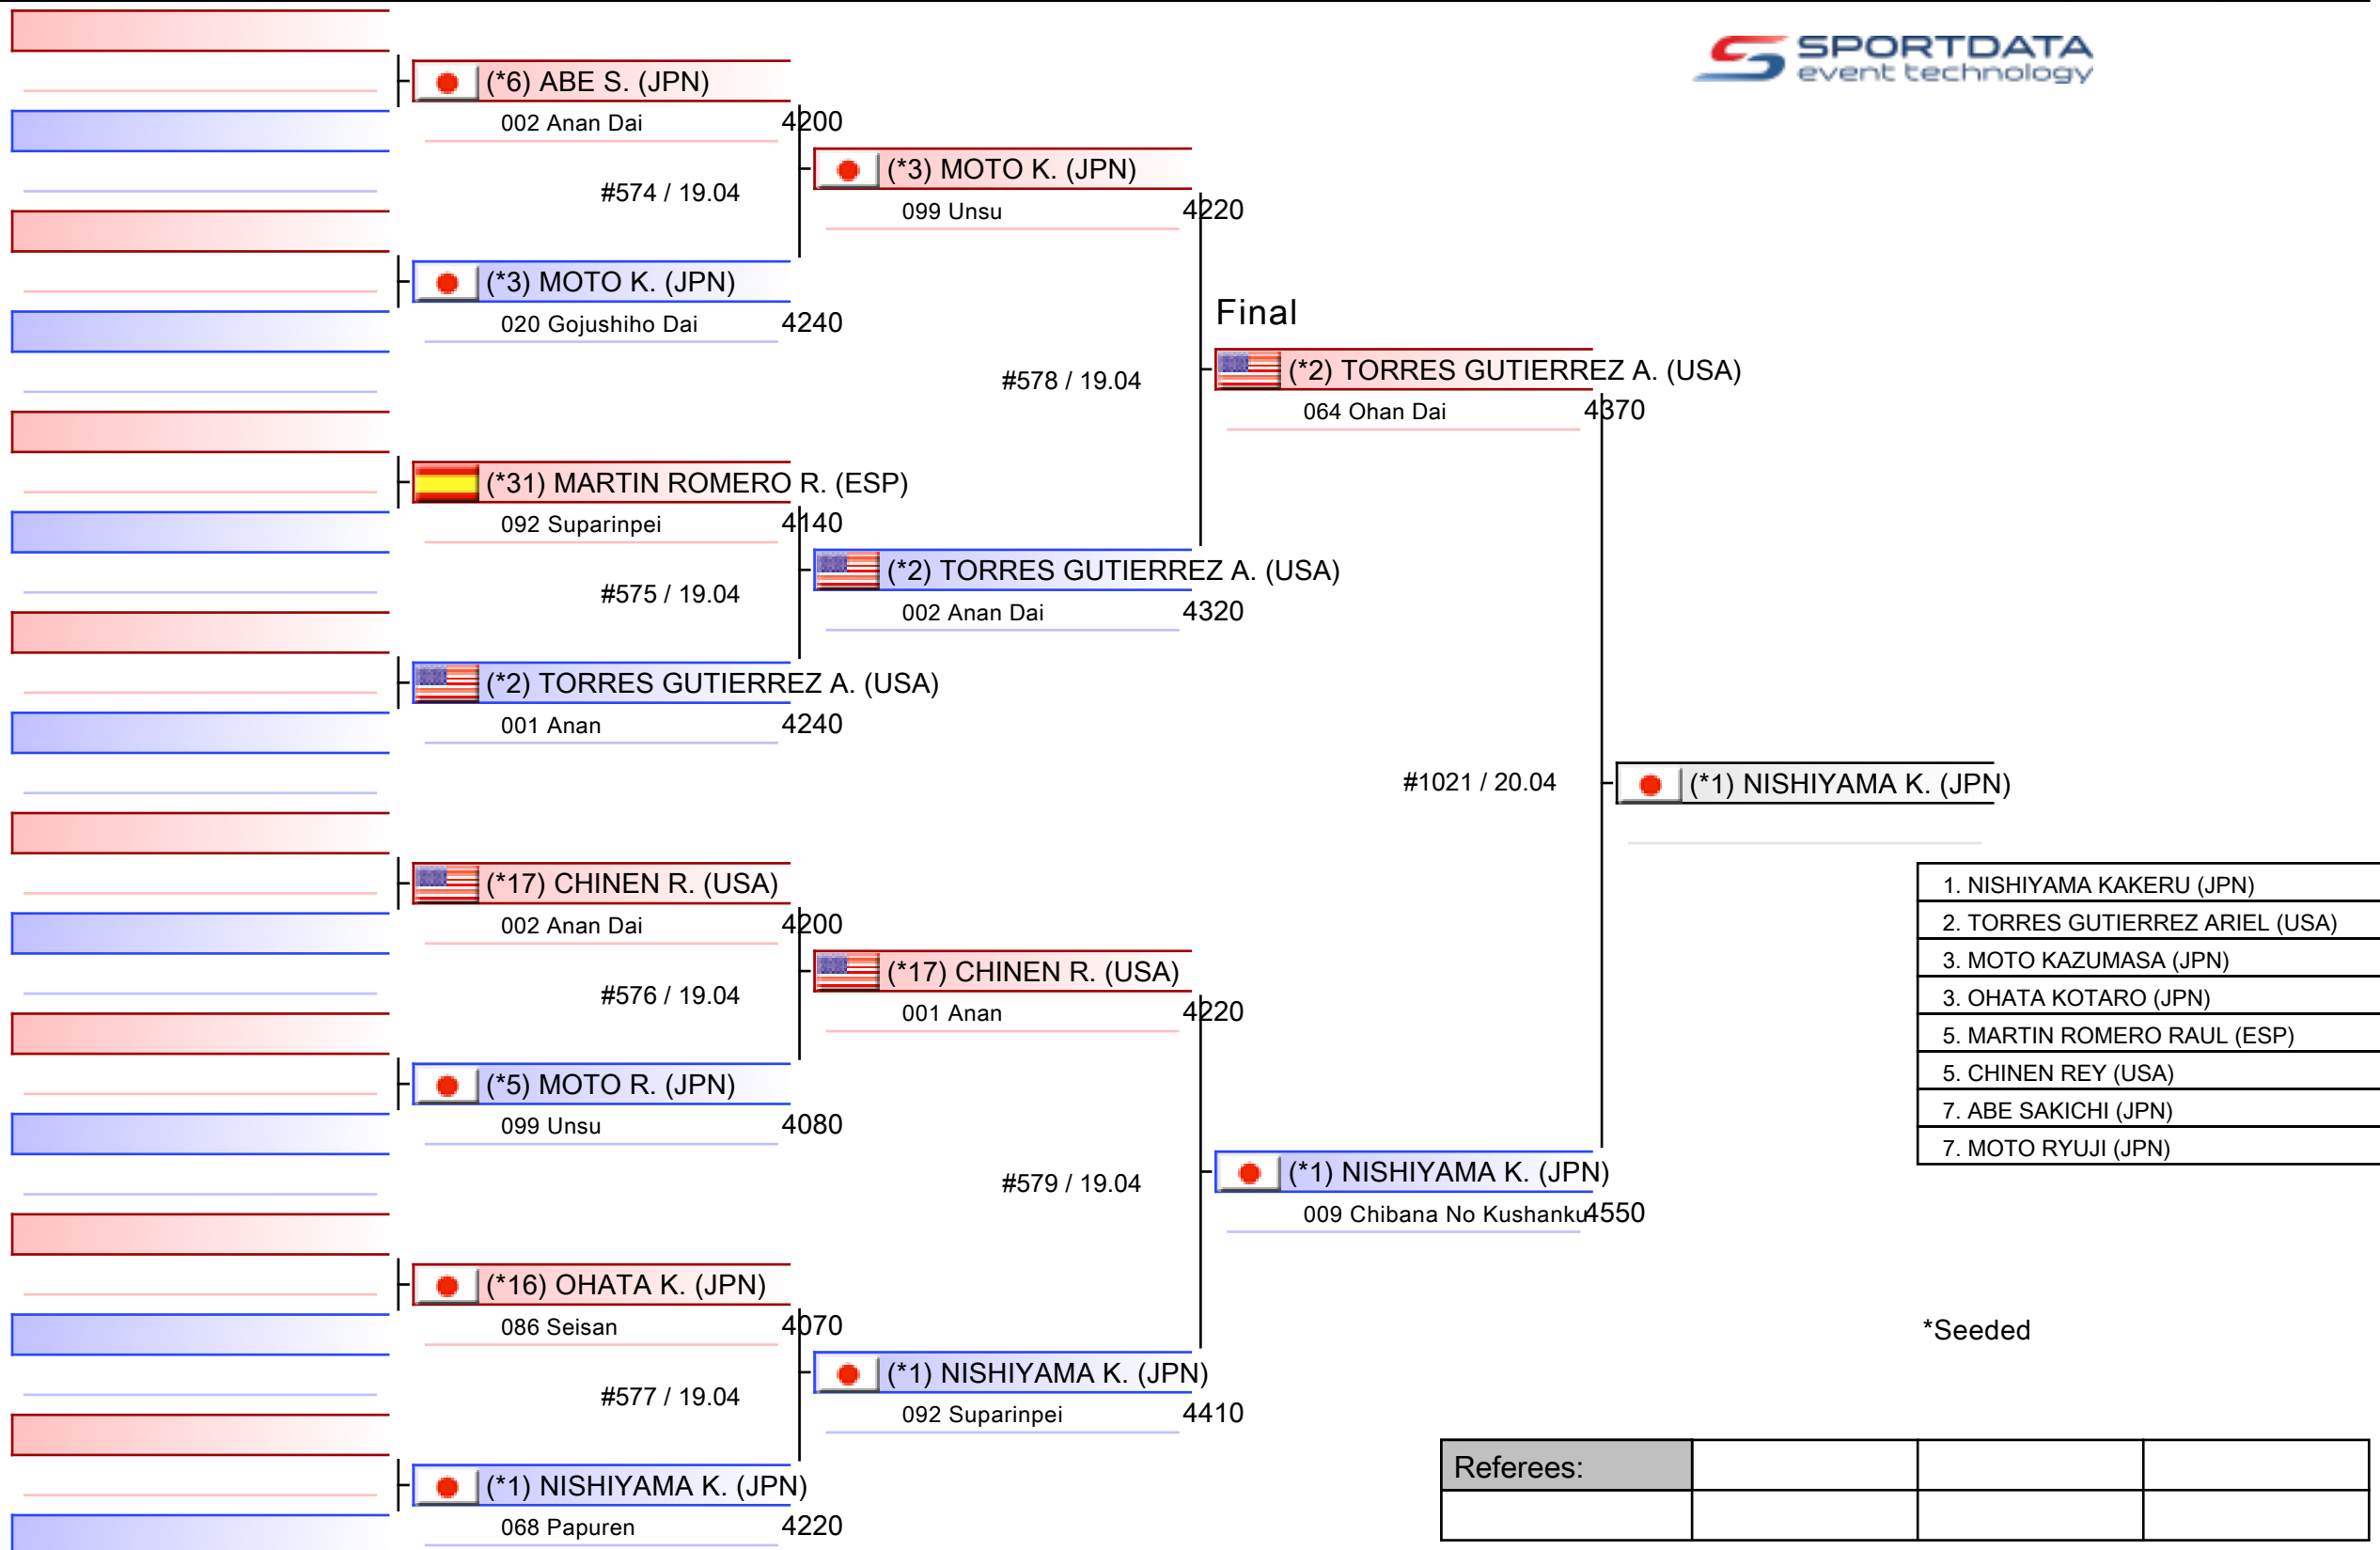 SPORTDATA
event technology
(*6) ABE S. (JPN)
002 Anan Dai 4200
#574 / 19.04
(*3) MOTO K. (JPN)
020 Gojushiho Dai 4240
(*31) MARTIN ROMERO R. (ESP)
092 Suparinpei 4140
#575 / 19.04
(*2) TORRES GUTIERREZ A. (USA)
001 Anan 4240
(*17) CHINEN R. (USA)
002 Anan Dai 4200
#576 / 19.04
(*5) MOTO R. (JPN)
099 Unsu 4080
(*16) OHATA K. (JPN)
086 Seisan 4070
#577 / 19.04
(*1) NISHIYAMA K. (JPN)
068 Papuren 4220
(*3) MOTO K. (JPN)
099 Unsu 4220
#578 / 19.04
(*2) TORRES GUTIERREZ A. (USA)
002 Anan Dai 4320
(*17) CHINEN R. (USA)
001 Anan 4220
#579 / 19.04
(*1) NISHIYAMA K. (JPN)
092 Suparinpei 4410
Final
(*2) TORRES GUTIERREZ A. (USA)
064 Ohan Dai 4370
#1021 / 20.04
(*1) NISHIYAMA K. (JPN)
009 Chibana No Kushanku 4550
(*1) NISHIYAMA K. (JPN)
1. NISHIYAMA KAKERU (JPN)
2. TORRES GUTIERREZ ARIEL (USA)
3. MOTO KAZUMASA (JPN)
3. OHATA KOTARO (JPN)
5. MARTIN ROMERO RAUL (ESP)
5. CHINEN REY (USA)
7. ABE SAKICHI (JPN)
7. MOTO RYUJI (JPN)
*Seeded
Referees: